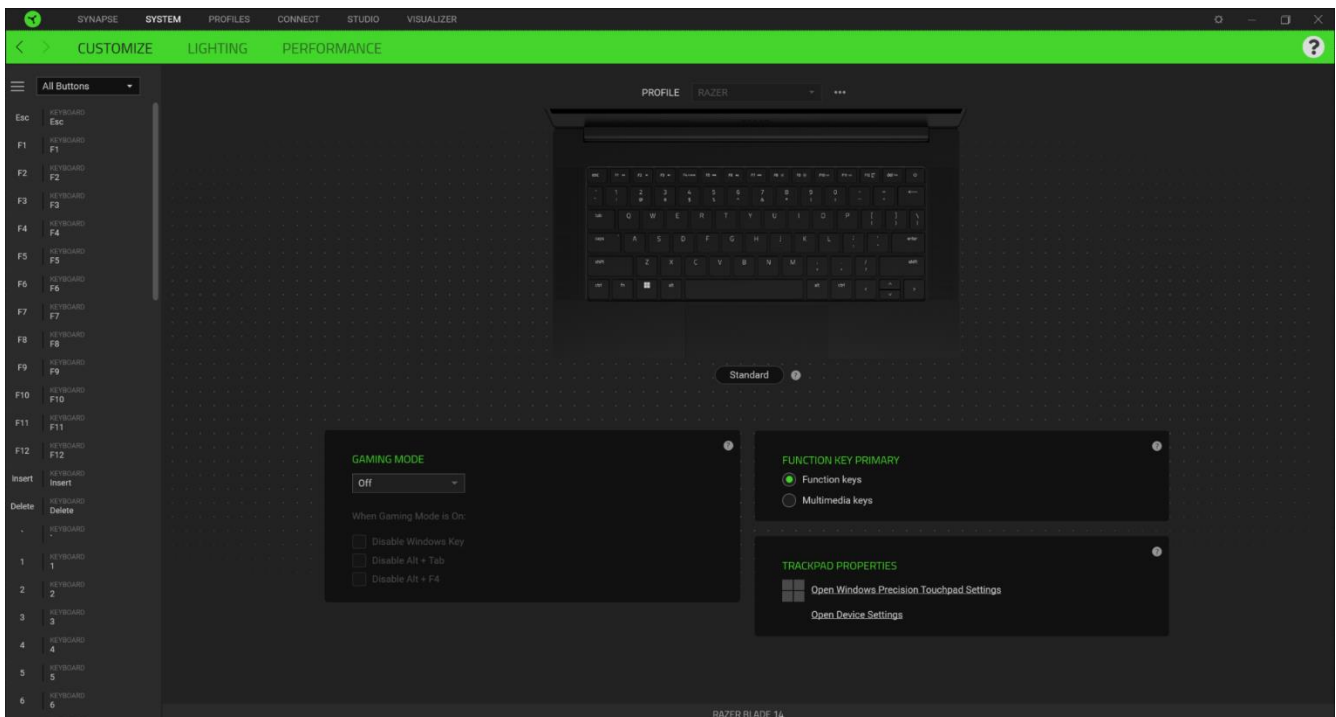 SYNAPSE SYSTEM PROFILES CONNECT STUDIO VISUALIZER
CUSTOMIZE LIGHTING PERFORMANCE ?
All Buttons
PROFILE RAZER
Esc KEYBOARD Esc
F1 KEYBOARD F1
F2 KEYBOARD F2
F3 KEYBOARD F3
F4 KEYBOARD F4
F5 KEYBOARD F5
F6 KEYBOARD F6
F7 KEYBOARD F7
F8 KEYBOARD F8
F9 KEYBOARD F9
F10 KEYBOARD F10
F11 KEYBOARD F11
F12 KEYBOARD F12
Insert KEYBOARD Insert
Delete KEYBOARD Delete
` KEYBOARD `
1 KEYBOARD 1
2 KEYBOARD 2
3 KEYBOARD 3
4 KEYBOARD 4
5 KEYBOARD 5
6 KEYBOARD 6
Q W E R T Y U I O P
A S D F G H J K L
Z X C V B N M
Standard ?
GAMING MODE ?
Off
When Gaming Mode is On:
Disable Windows Key
Disable Alt + Tab
Disable Alt + F4
FUNCTION KEY PRIMARY ?
Function keys
Multimedia keys
TRACKPAD PROPERTIES ?
Open Windows Precision Touchpad Settings
Open Device Settings
RAZER BLADE 14